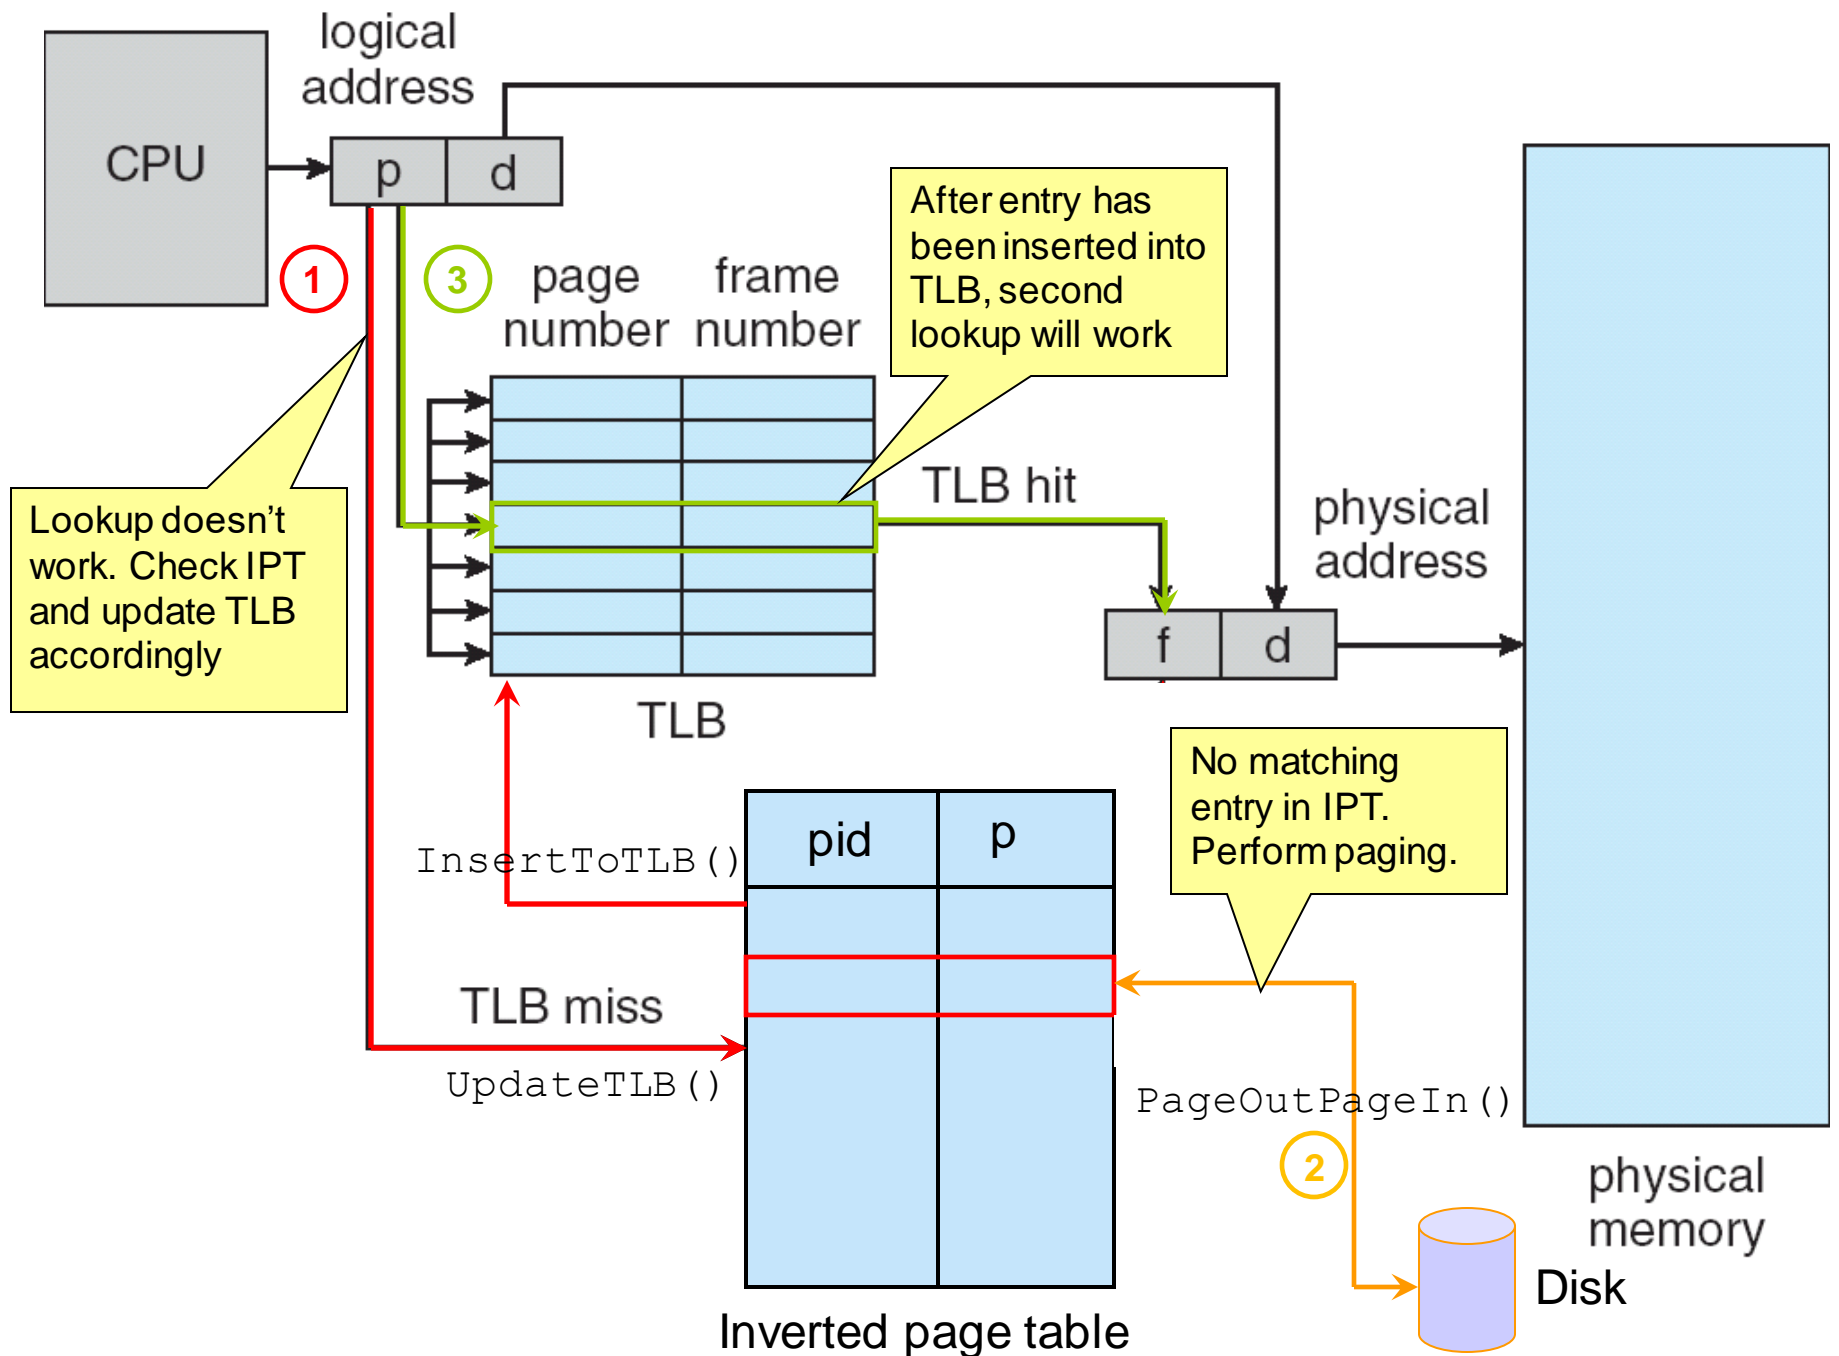 logical
address
CPU
p
d
1
3
After entry has
been inserted into
TLB, second
lookup will work
page
number
frame
number
Lookup doesn't
work. Check IPT
and update TLB
accordingly
TLB hit
physical
address
f
d
TLB
No matching
entry in IPT.
Perform paging.
pid
p
InsertToTLB()
TLB miss
UpdateTLB()
PageOutPageIn()
2
physical
memory
Disk
Inverted page table